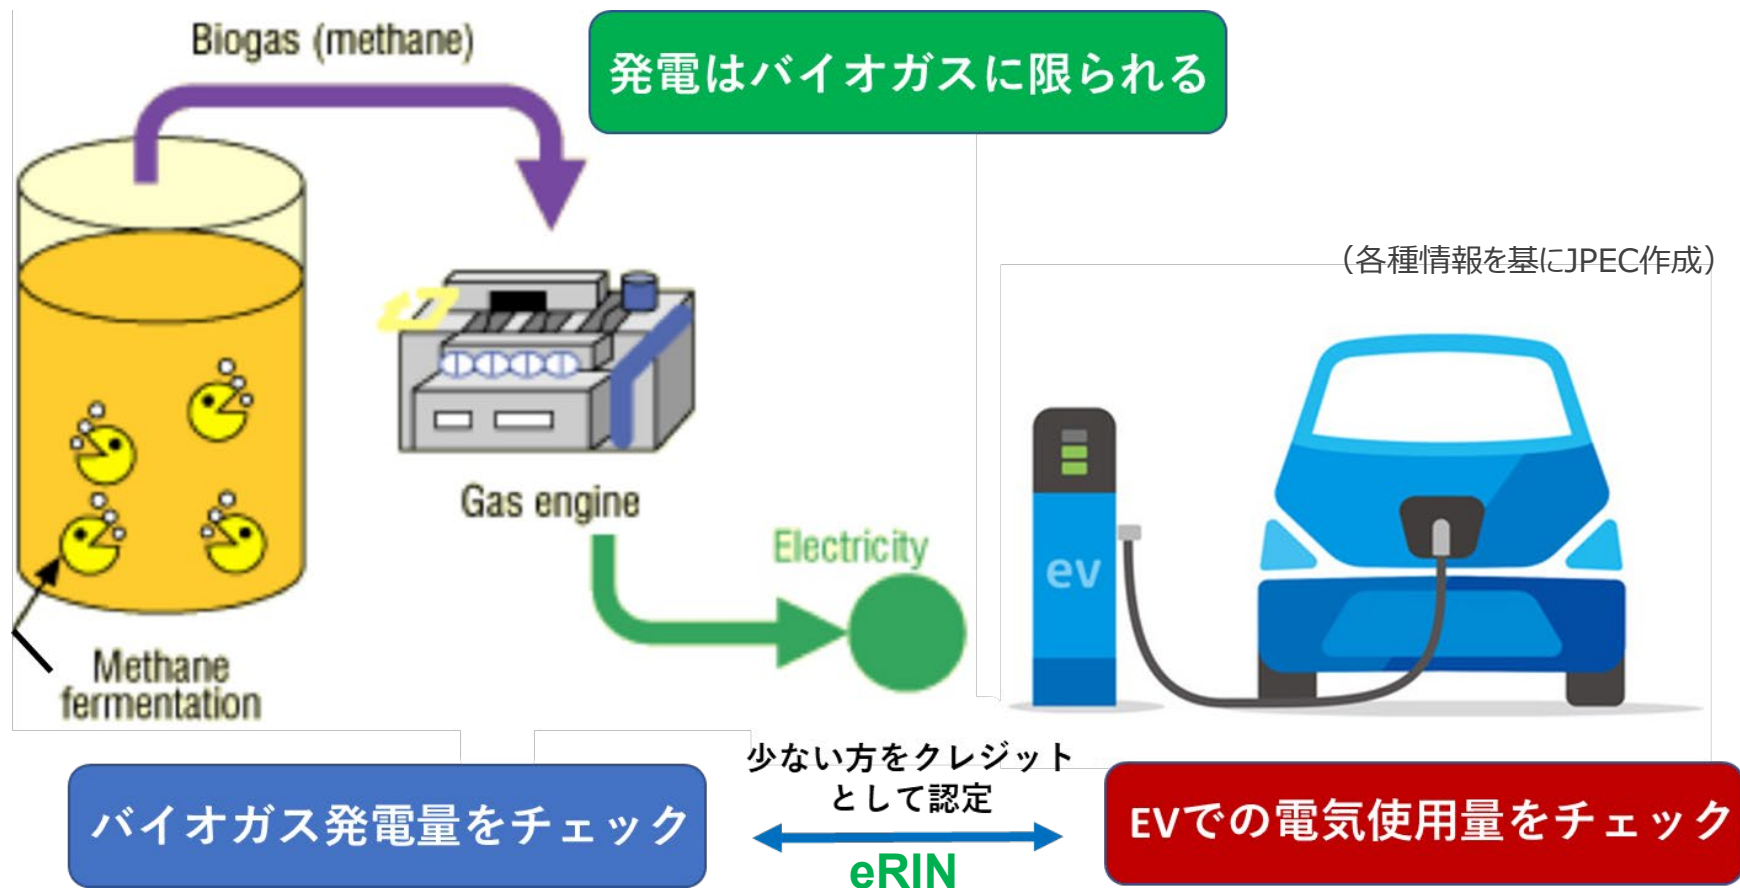 Biogas (methane)
発電はバイオガスに限られる
（各種情報を基にJPEC作成）
Gas engine
Electricity
ev
Methane
fermentation
少ない方をクレジット
として認定
バイオガス発電量をチェック
EVでの電気使用量をチェック
eRIN